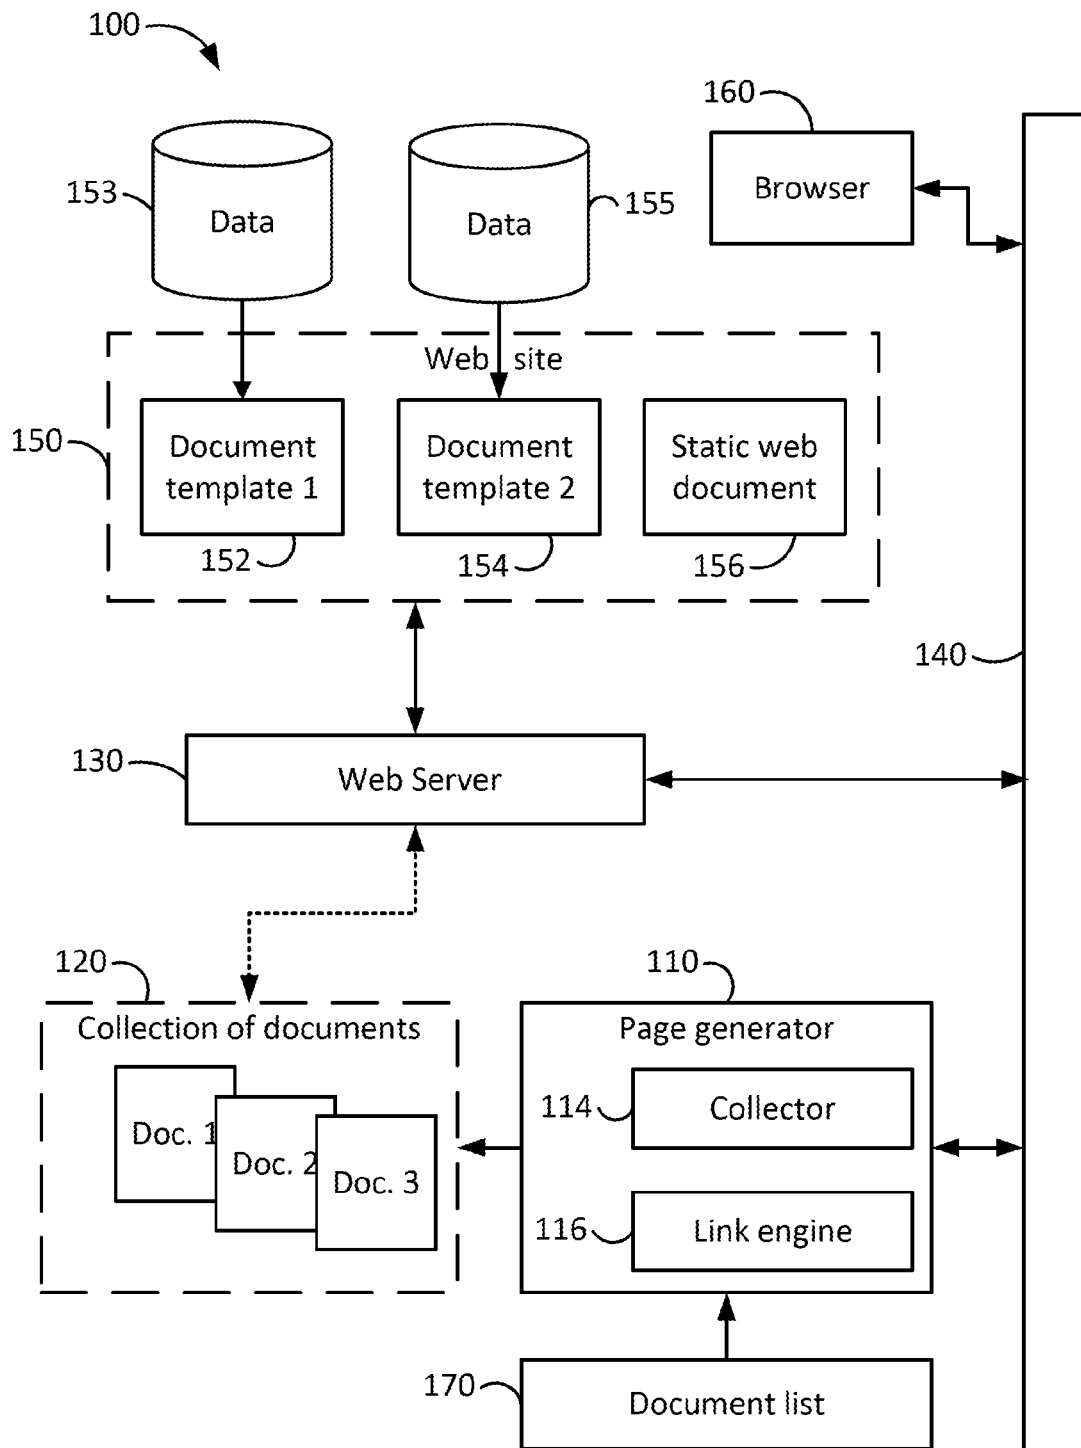 100
160
Browser
153
Data
Data
155
Web site
150
Document
template 1
Document
template 2
Static web
document
152
154
156
140
130
Web Server
120
110
Collection of documents
Page generator
114
Collector
Doc. 1
Doc. 2
Doc. 3
116
Link engine
170
Document list